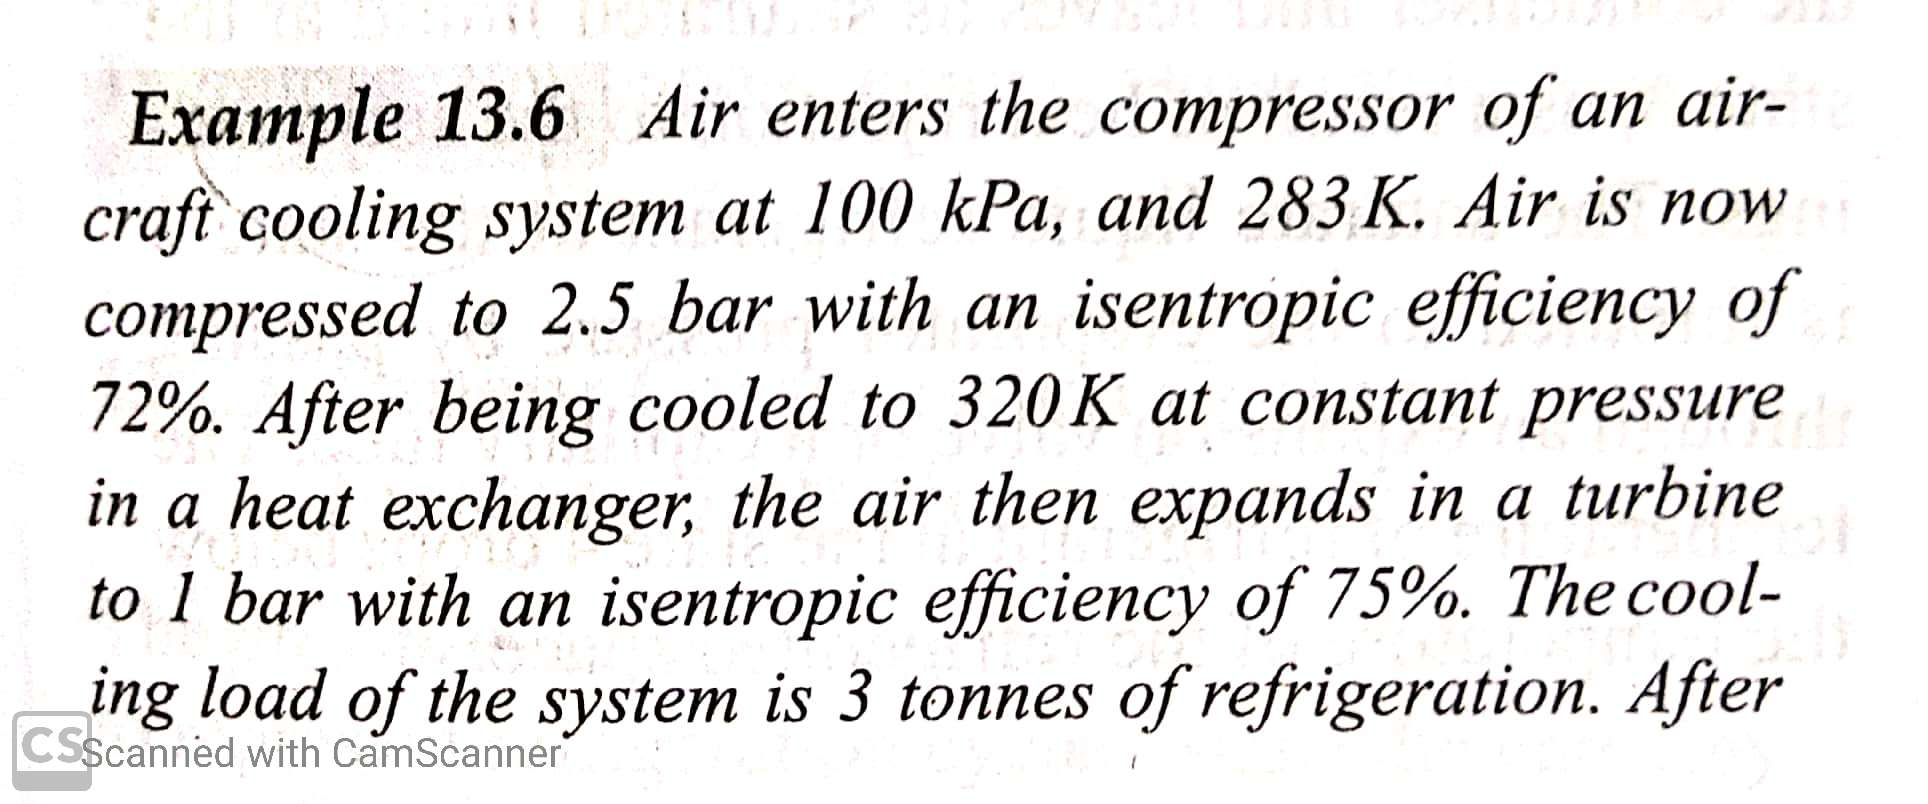 Example 13.6 Air enters the compressor of an air-
craft cooling system at 100 kPa, and 283 K. Air is now
compressed to 2.5 bar with an isentropic efficiency of
72%. After being cooled to 320 K at constant pressure
in a heat exchanger, the air then expands in a turbine
to 1 bar with an isentropic efficiency of 75%. The cool-
ing load of the system is 3 tonnes of refrigeration. After
CS Scanned with CamScanner